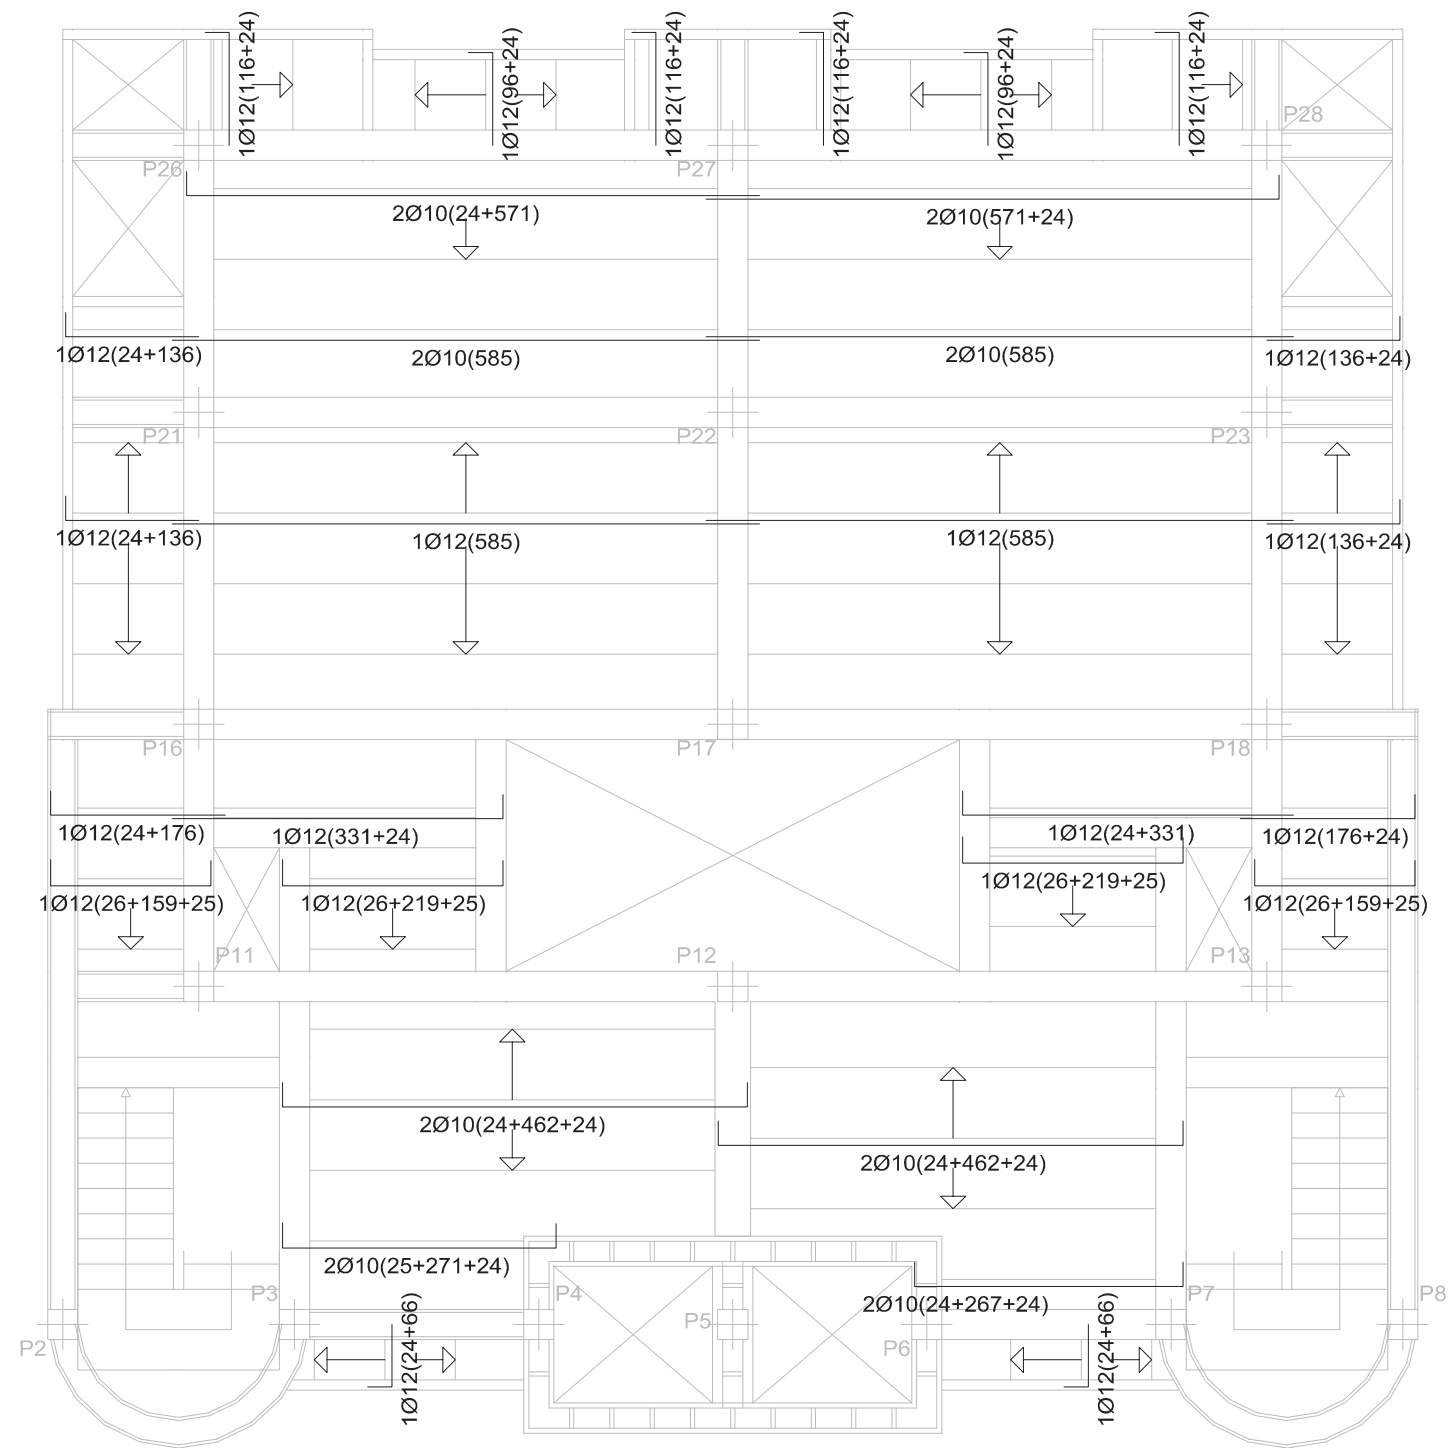 1Ø12(116+24)
1Ø12(96+24)
1Ø12(116+24)
1Ø12(116+24)
1Ø12(96+24)
1Ø12(116+24)
P28
P26
P27
2Ø10(24+571)
2Ø10(571+24)
1Ø12(24+136)
2Ø10(585)
2Ø10(585)
1Ø12(136+24)
P21
P22
P23
1Ø12(24+136)
1Ø12(585)
1Ø12(585)
1Ø12(136+24)
P16
P17
P18
1Ø12(24+176)
1Ø12(331+24)
1Ø12(24+331)
1Ø12(176+24)
1Ø12(26+159+25)
1Ø12(26+219+25)
1Ø12(26+219+25)
1Ø12(26+159+25)
P11
P12
P13
2Ø10(24+462+24)
2Ø10(24+462+24)
2Ø10(25+271+24)
P3
P4
P7
P8
2Ø10(24+267+24)
P5
P2
P6
1Ø12(24+66)
1Ø12(24+66)